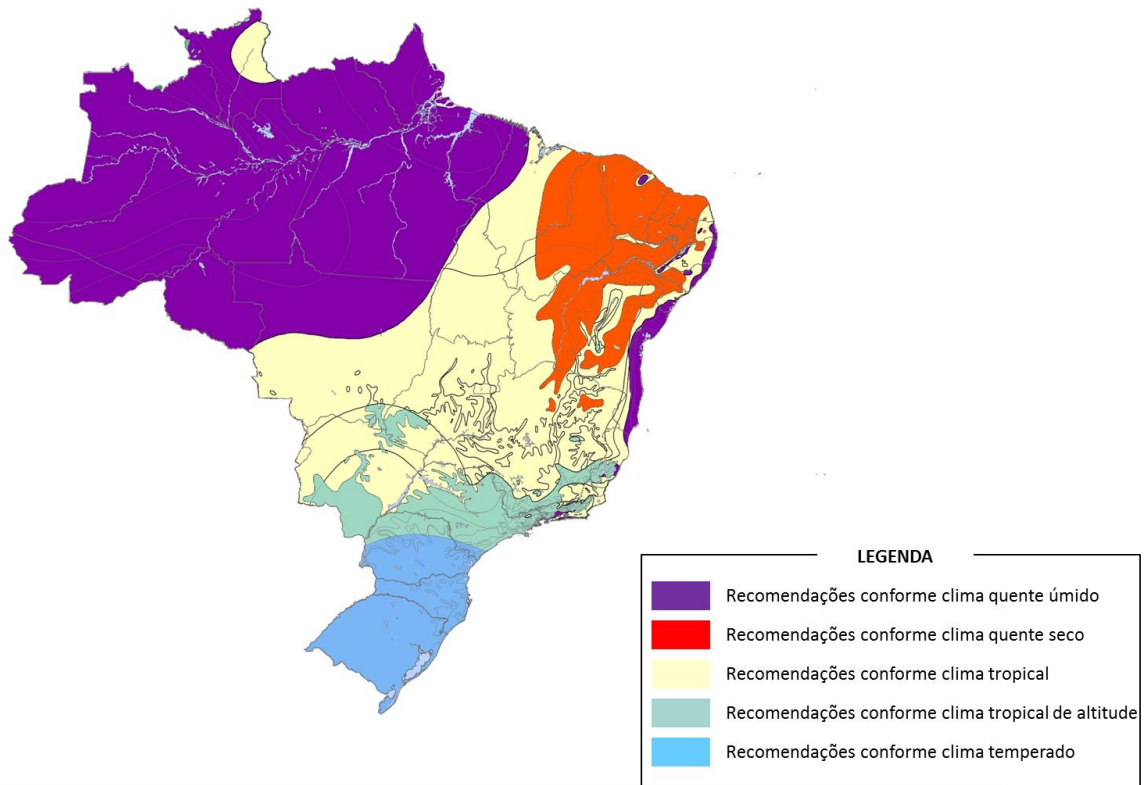 LEGENDA
Recomendações conforme clima quente úmido
Recomendações conforme clima quente seco
Recomendações conforme clima tropical
Recomendações conforme clima tropical de altitude
Recomendações conforme clima temperado